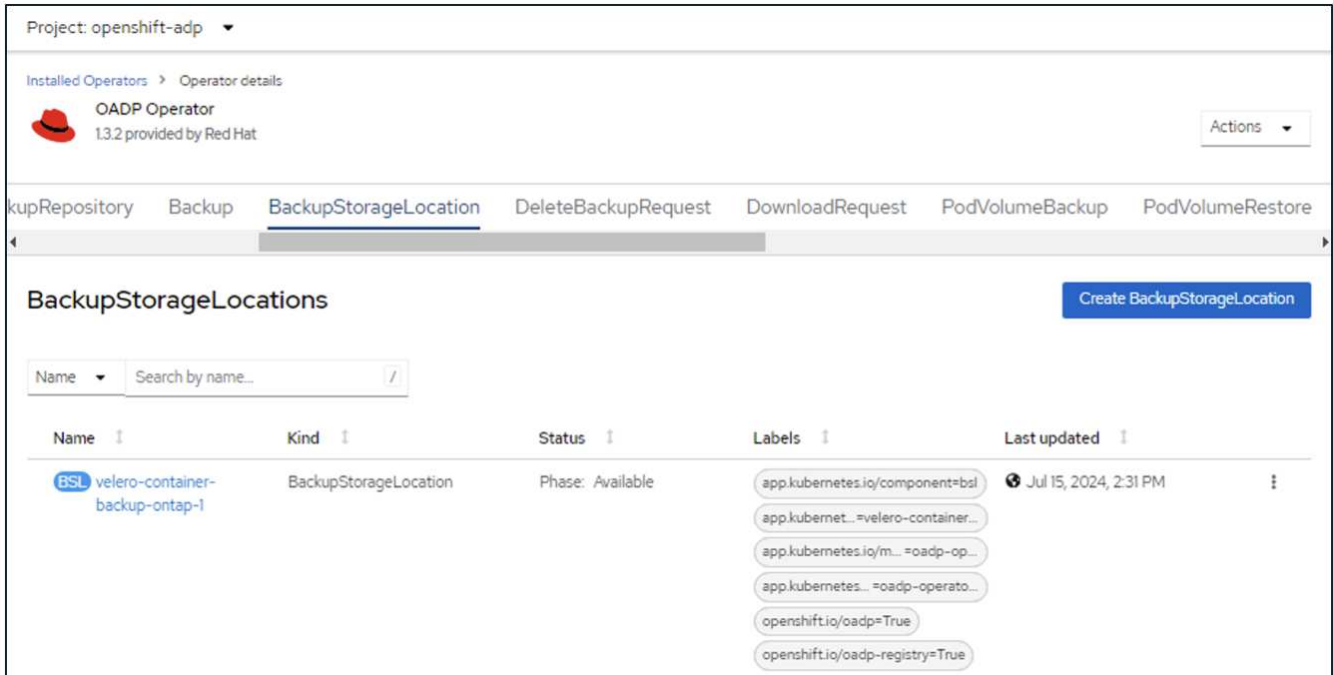 Project: openshift-adp
Installed Operators > Operator details
OADP Operator
1.3.2 provided by Red Hat
Actions
kupRepository Backup BackupStorageLocation DeleteBackupRequest DownloadRequest PodVolumeBackup PodVolumeRestore
BackupStorageLocations
Create BackupStorageLocation
Name Search by name... /
Name Kind Status Labels Last updated
BSL velero-container- BackupStorageLocation Phase: Available app.kubernetes.io/component=bsl Jul 15, 2024, 2:31 PM
backup-ontap-1
app.kubernet...=velero-container...
app.kubernetes.io/m... =oadp-op...
app.kubernetes... =oadp-operato...
openshift.io/oadp=True
openshift.io/oadp-registry=True